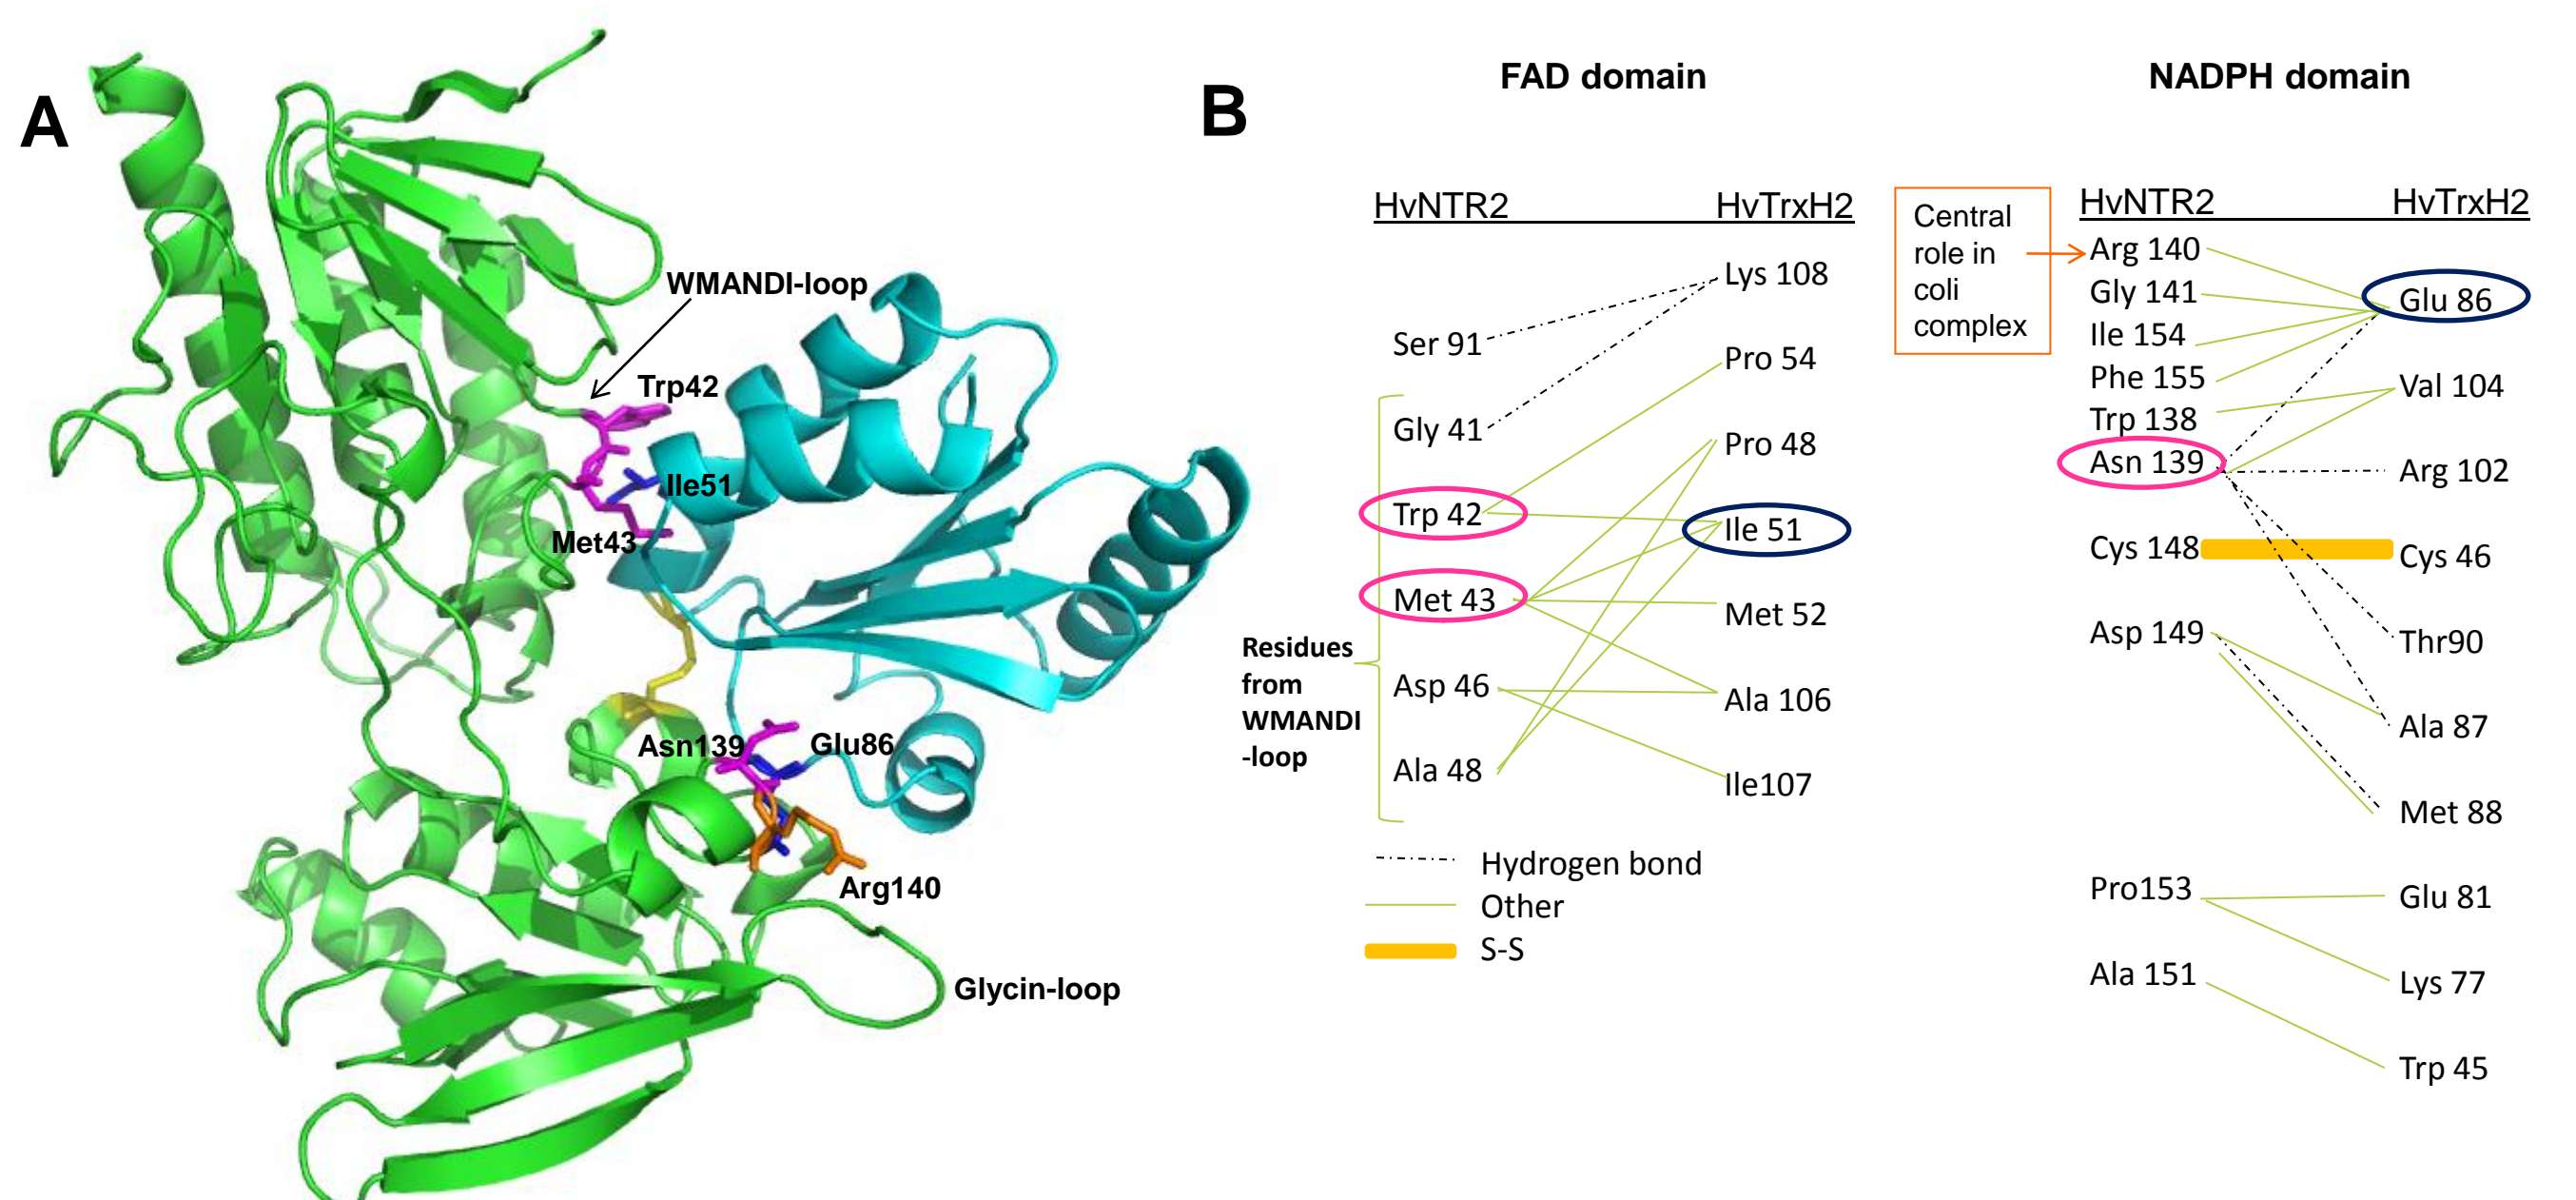 A
WMANDI-loop
Trp42
Ile51
Met43
Asn139
Glu86
Arg140
Glycin-loop
B
FAD domain
HvNTR2
HvTrxH2
Ser 91
Gly 41
Trp 42
Met 43
Asp 46
Ala 48
Residues
from
WMANDI
-loop
Lys 108
Pro 54
Pro 48
Ile 51
Met 52
Ala 106
Ile107
Hydrogen bond
Other
S-S
NADPH domain
Central
role in
coli
complex
HvNTR2
HvTrxH2
Arg 140
Gly 141
Ile 154
Phe 155
Trp 138
Asn 139
Cys 148
Asp 149
Pro153
Ala 151
Glu 86
Val 104
Arg 102
Cys 46
Thr90
Ala 87
Met 88
Glu 81
Lys 77
Trp 45